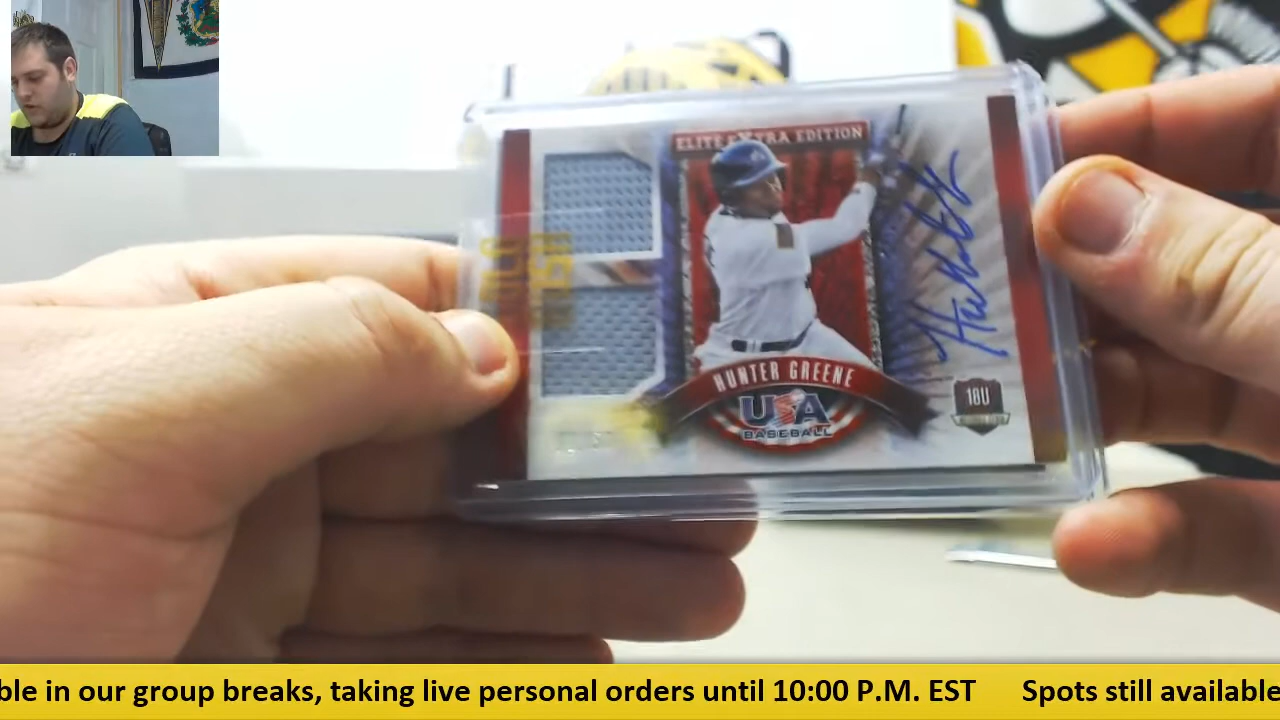 ELITE EXTRA EDITION
HUNTER GREENE
USA
BASEBALL
18U
ble in our group breaks, taking live personal orders until 10:00 P.M. EST Spots still available